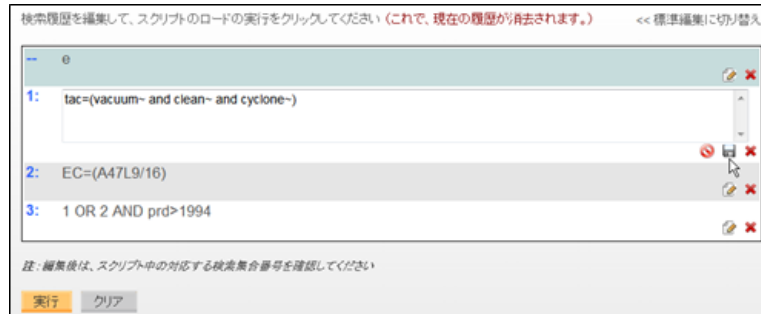 検索履歴を編集して、スクリプトのロードの実行をクリックしてください (これで、現在の履歴が消去されます。) << 標準編集に切り替え
-- e
1: tac=(vacuum~ and clean~ and cyclone~)
2: EC=(A47L9/16)
3: 1 OR 2 AND prd>1994
註:編集後は、スクリプト中の対応する検索集合番号を確認してください
実行 クリア